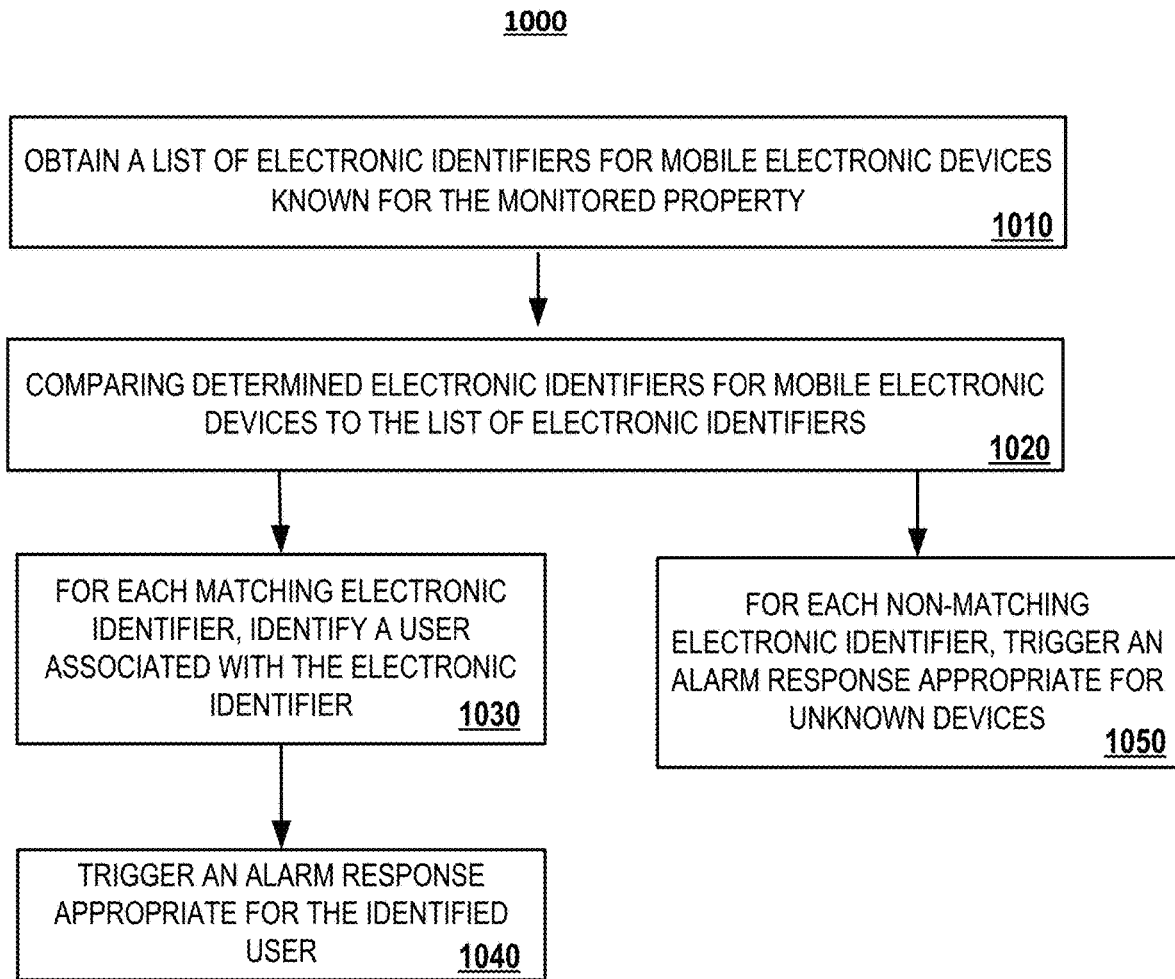 1000
OBTAIN A LIST OF ELECTRONIC IDENTIFIERS FOR MOBILE ELECTRONIC DEVICES
KNOWN FOR THE MONITORED PROPERTY
1010
COMPARING DETERMINED ELECTRONIC IDENTIFIERS FOR MOBILE ELECTRONIC
DEVICES TO THE LIST OF ELECTRONIC IDENTIFIERS
1020
FOR EACH MATCHING ELECTRONIC
IDENTIFIER, IDENTIFY A USER
ASSOCIATED WITH THE ELECTRONIC
IDENTIFIER
1030
TRIGGER AN ALARM RESPONSE
APPROPRIATE FOR THE IDENTIFIED
USER
1040
FOR EACH NON-MATCHING
ELECTRONIC IDENTIFIER, TRIGGER AN
ALARM RESPONSE APPROPRIATE FOR
UNKNOWN DEVICES
1050